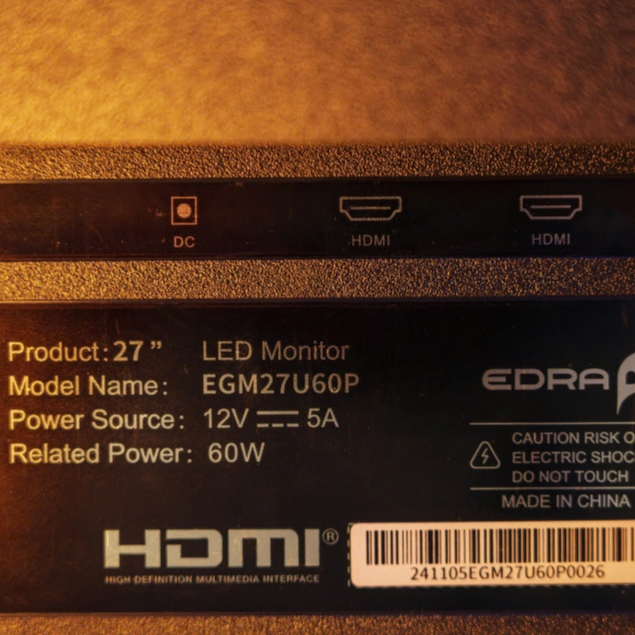 DC
HDMI
HDMI
Product: 27” LED Monitor
Model Name: EGM27U60P
Power Source: 12V ⎓ 5A
Related Power: 60W
EDRA
CAUTION RISK O
ELECTRIC SHOC
DO NOT TOUCH
MADE IN CHINA
HDMI®
HIGH-DEFINITION MULTIMEDIA INTERFACE
241105EGM27U60P0026